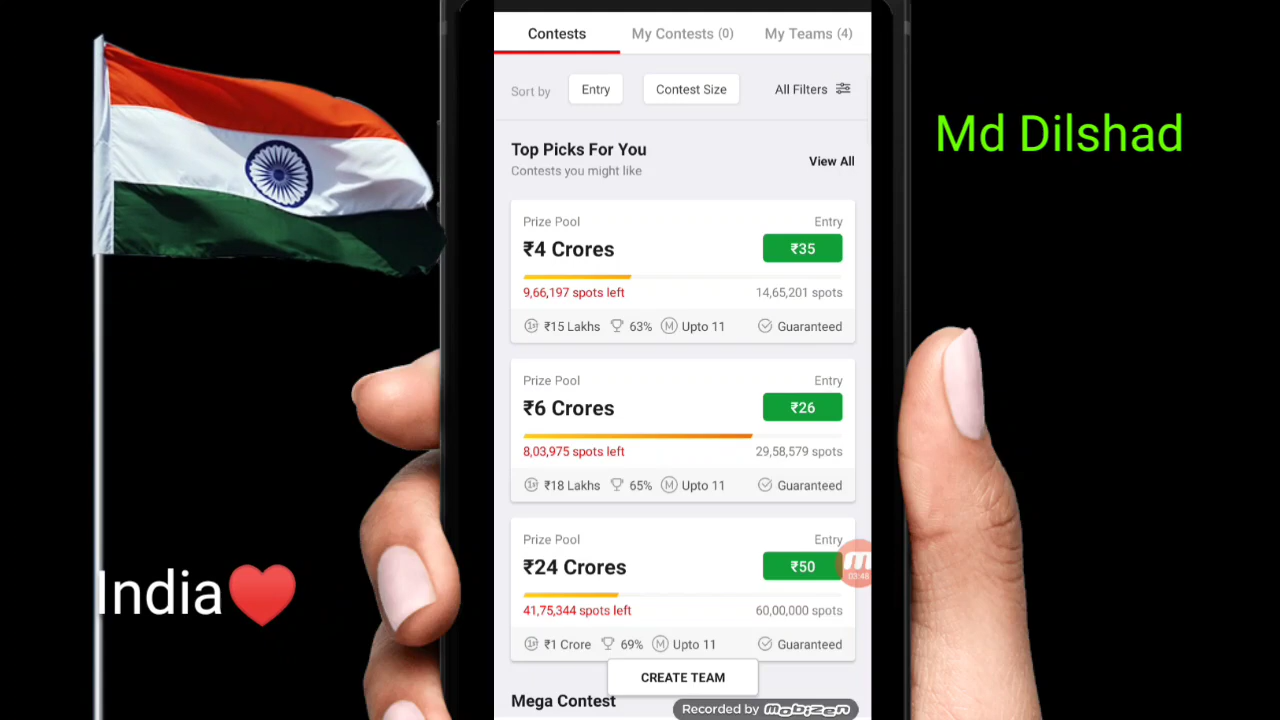 Contests My Contests (0) My Teams (4)
Sort by Entry Contest Size All Filters
Top Picks For You
View All
Contests you might like
Prize Pool Entry
₹4 Crores ₹35
9,66,197 spots left 14,65,201 spots
1st ₹15 Lakhs 63% M Upto 11 Guaranteed
Prize Pool Entry
₹6 Crores ₹26
8,03,975 spots left 29,58,579 spots
1st ₹18 Lakhs 65% M Upto 11 Guaranteed
Prize Pool Entry
₹24 Crores ₹50
03:46
41,75,344 spots left 60,00,000 spots
1st ₹1 Crore 69% M Upto 11 Guaranteed
CREATE TEAM
Mega Contest
Recorded by mobizen
Md Dilshad
India❤️